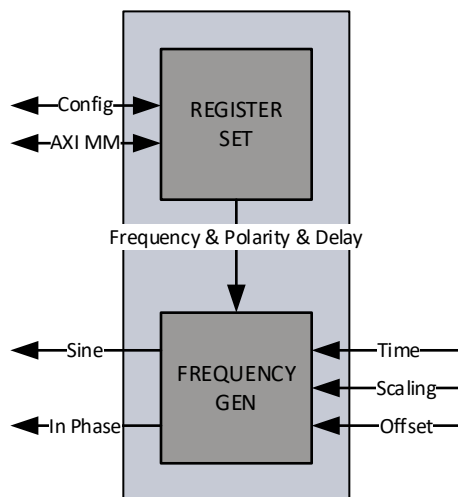 Config
AXI MM
REGISTER
SET
Frequency & Polarity & Delay
Sine
In Phase
FREQUENCY
GEN
Time
Scaling
Offset